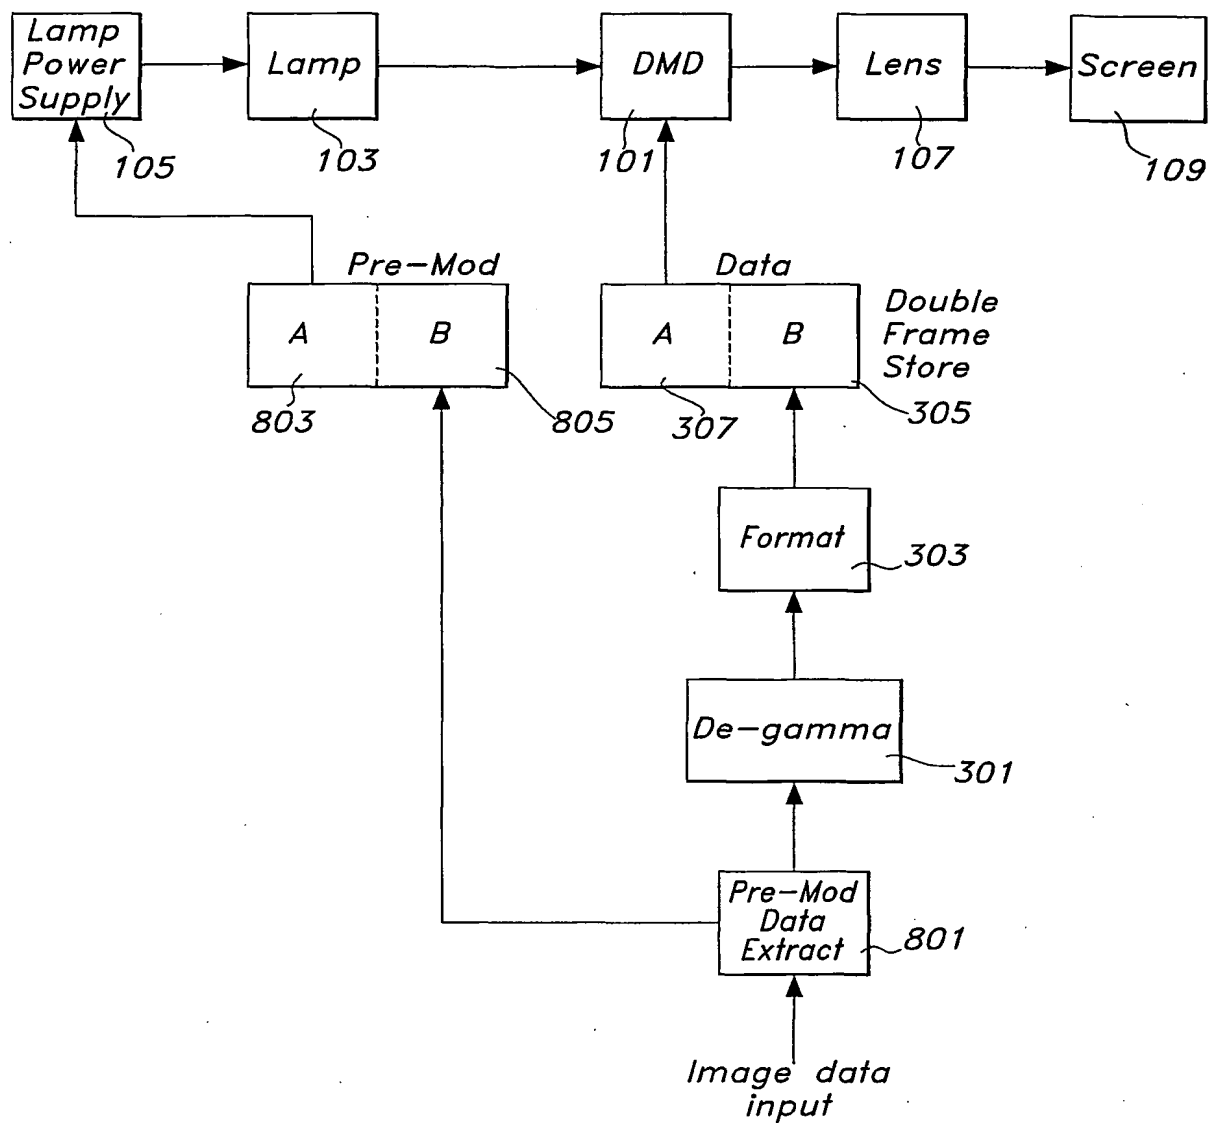 Lamp
Power
Supply
Lamp
DMD
Lens
Screen
105
103
101
107
109
Pre-Mod
Data
A
B
A
B
Double
Frame
Store
803
805
307
305
Format
303
De-gamma
301
Pre-Mod
Data
Extract
801
Image data
input